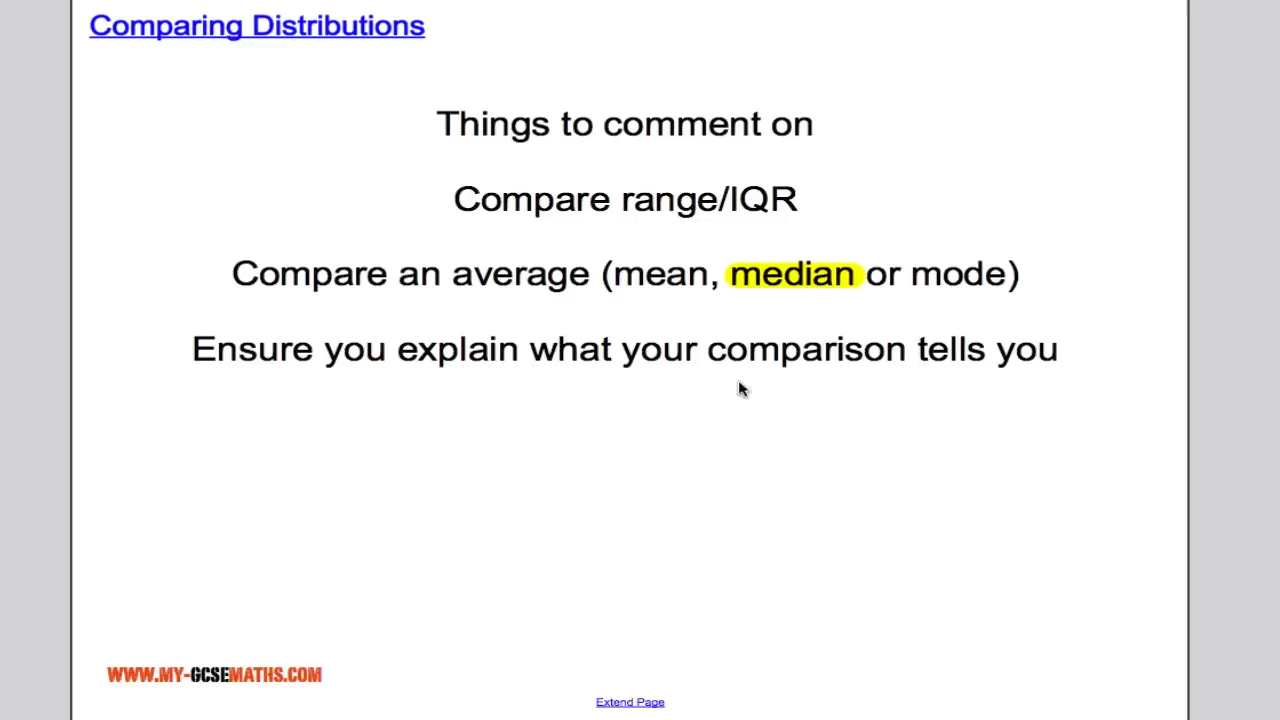 Comparing Distributions
Things to comment on
Compare range/IQR
Compare an average (mean, median or mode)
Ensure you explain what your comparison tells you
WWW.MY-GCSEMATHS.COM
Extend Page